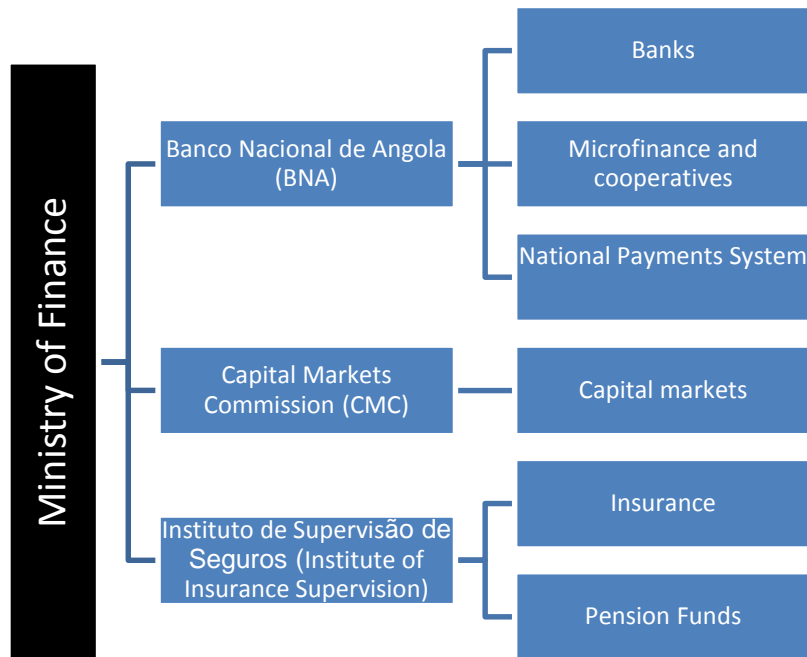 Ministry of Finance
Banco Nacional de Angola
(BNA)
Banks
Microfinance and
cooperatives
National Payments System
Capital Markets
Commission (CMC)
Capital markets
Instituto de Supervisão de
Seguros (Institute of
Insurance Supervision)
Insurance
Pension Funds